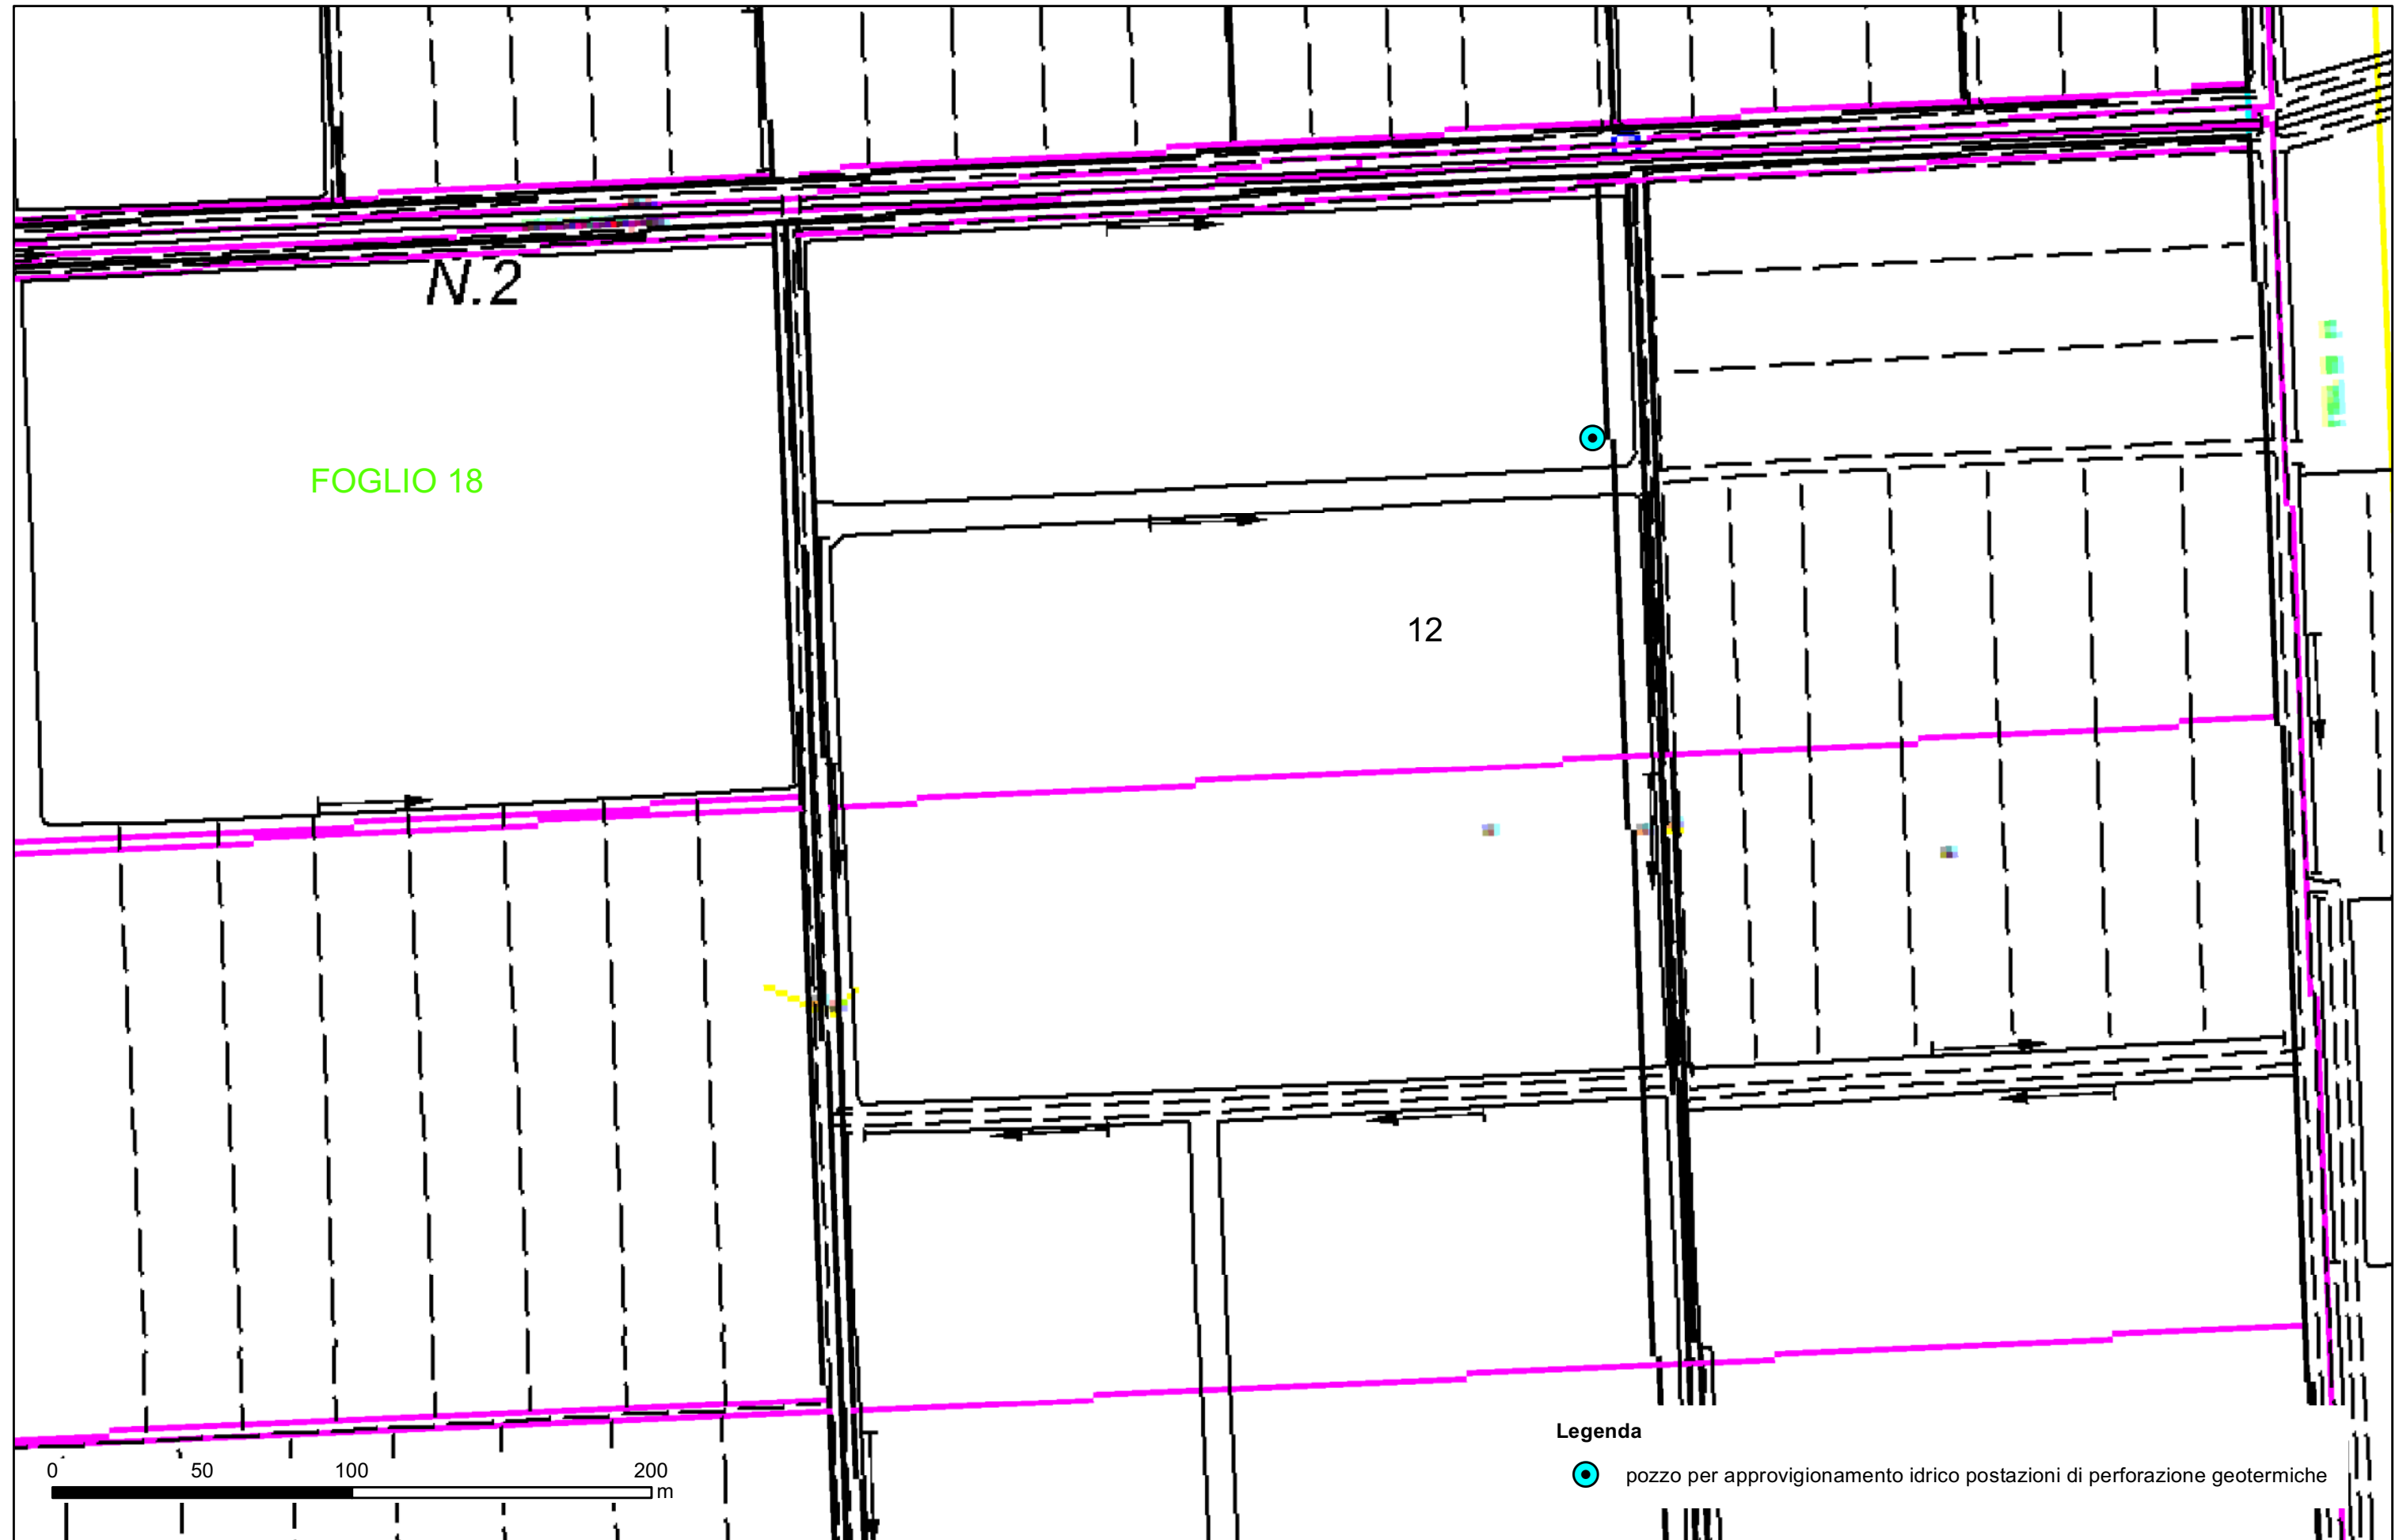 N.2
FOGLIO 18
12
Legenda
0 50 100 200
m
pozzo per approvigionamento idrico postazioni di perforazione geotermiche